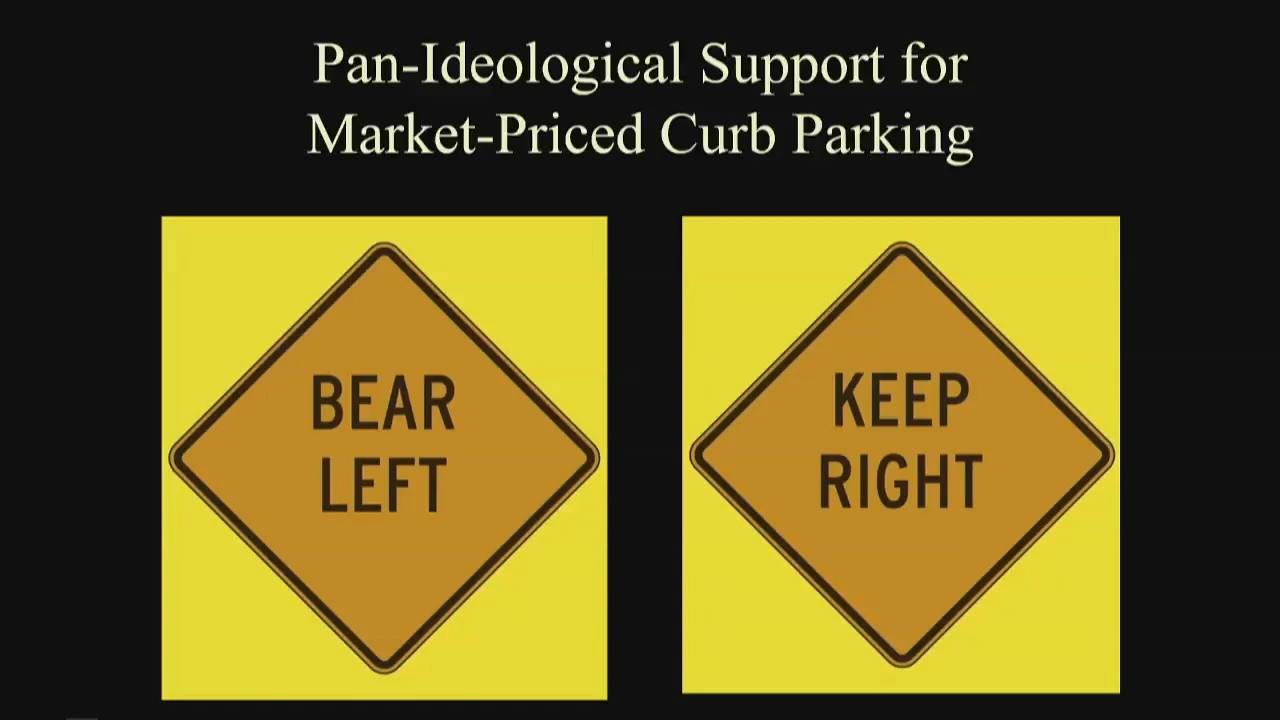 Pan-Ideological Support for
Market-Priced Curb Parking
BEAR
LEFT
KEEP
RIGHT